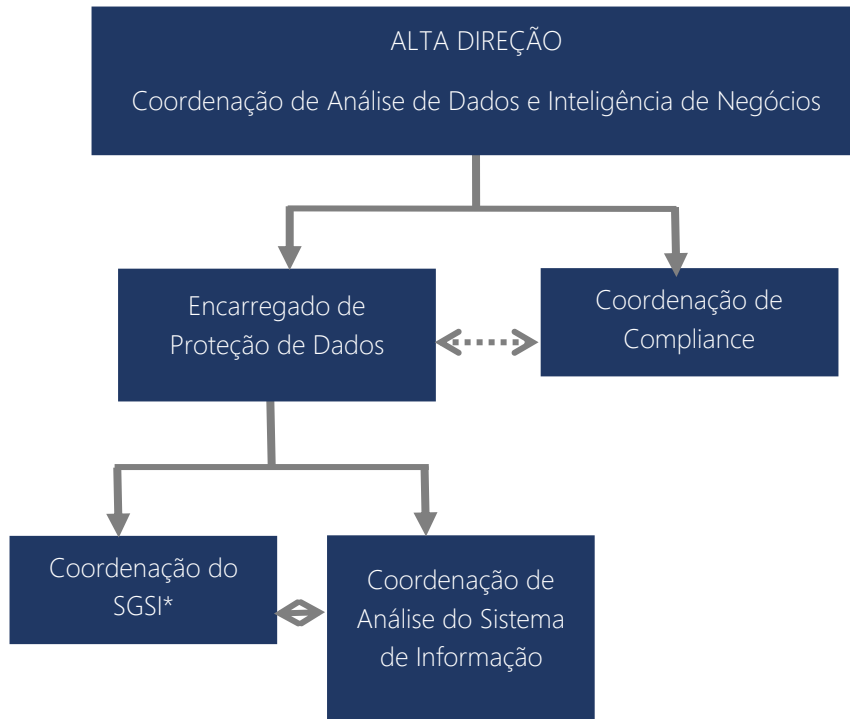 ALTA DIREÇÃO
Coordenação de Análise de Dados e Inteligência de Negócios
Encarregado de
Proteção de Dados
Coordenação de
Compliance
Coordenação do
SGSI*
Coordenação de
Análise do Sistema
de Informação